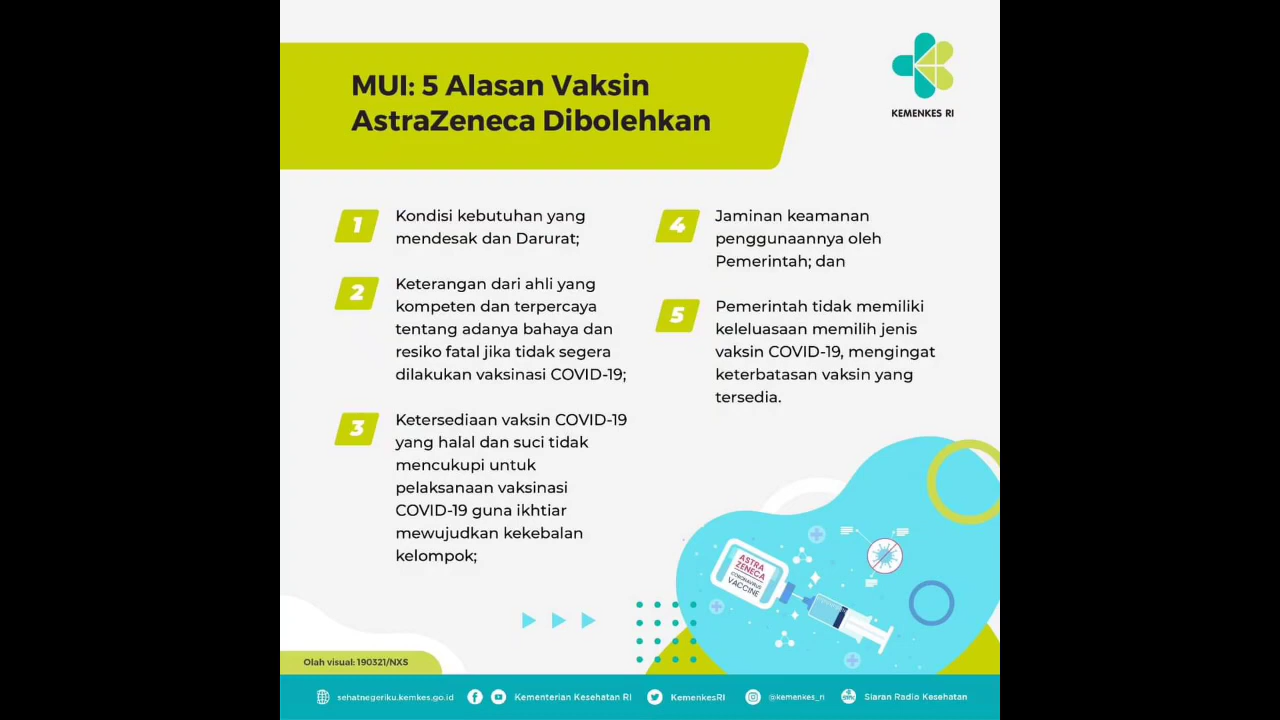 MUI: 5 Alasan Vaksin
AstraZeneca Dibolehkan
KEMENKES RI
1
Kondisi kebutuhan yang
mendesak dan Darurat;
2
Keterangan dari ahli yang
kompeten dan terpercaya
tentang adanya bahaya dan
resiko fatal jika tidak segera
dilakukan vaksinasi COVID-19;
3
Ketersediaan vaksin COVID-19
yang halal dan suci tidak
mencukupi untuk
pelaksanaan vaksinasi
COVID-19 guna ikhtiar
mewujudkan kekebalan
kelompok;
4
Jaminan keamanan
penggunaannya oleh
Pemerintah; dan
5
Pemerintah tidak memiliki
keleluasaan memilih jenis
vaksin COVID-19, mengingat
keterbatasan vaksin yang
tersedia.
ASTRA
ZENECA
CORONAVIRUS
VACCINE
Olah visual: 190321/NXS
sehatnegeriku.kemkes.go.id
Kementerian Kesehatan RI
KemenkesRI
@kemenkes_ri
Siaran Radio Kesehatan